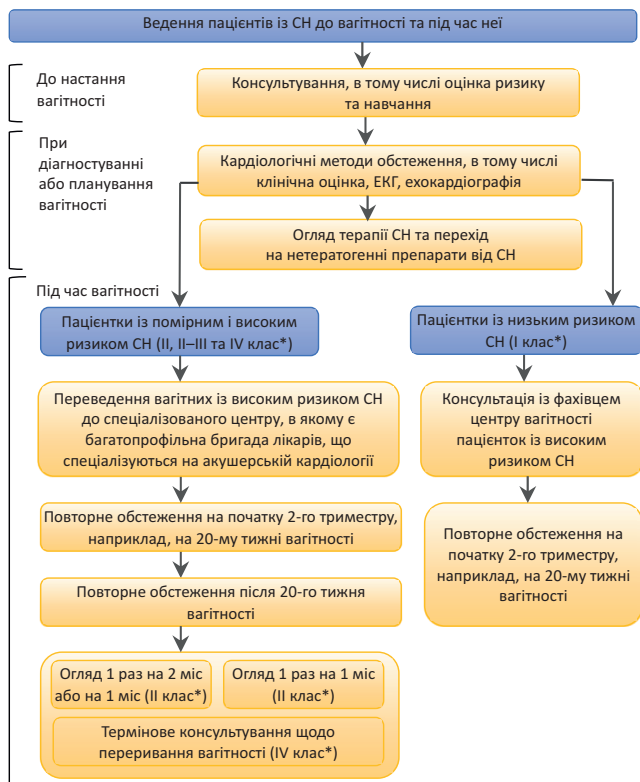 Ведення пацієнтів із СН до вагітності та під час неї
До настання
вагітності
Консультування, в тому числі оцінка ризику
та навчання
При
діагностуванні
або планування
вагітності
Кардіологічні методи обстеження, в тому числі
клінічна оцінка, ЕКГ, ехокардіографія
Огляд терапії СН та перехід
на нетератогенні препарати від СН
Під час вагітності
Пацієнтки із помірним і високим
ризиком СН (II, II–III та IV клас*)
Переведення вагітних із високим ризиком СН
до спеціалізованого центру, в якому є
багатопрофільна бригада лікарів, що
спеціалізуються на акушерській кардіології
Повторне обстеження на початку 2-го триместру,
наприклад, на 20-му тижні вагітності
Повторне обстеження після 20-го тижня
вагітності
Огляд 1 раз на 2 міс
або на 1 міс (II клас*)
Огляд 1 раз на 1 міс
(II клас*)
Термінове консультування щодо
переривання вагітності (IV клас*)
Пацієнтки із низьким ризиком
СН (I клас*)
Консультація із фахівцем
центру вагітності
пацієнток із високим
ризиком СН
Повторне обстеження на
початку 2-го триместру,
наприклад, на 20-му тижні
вагітності